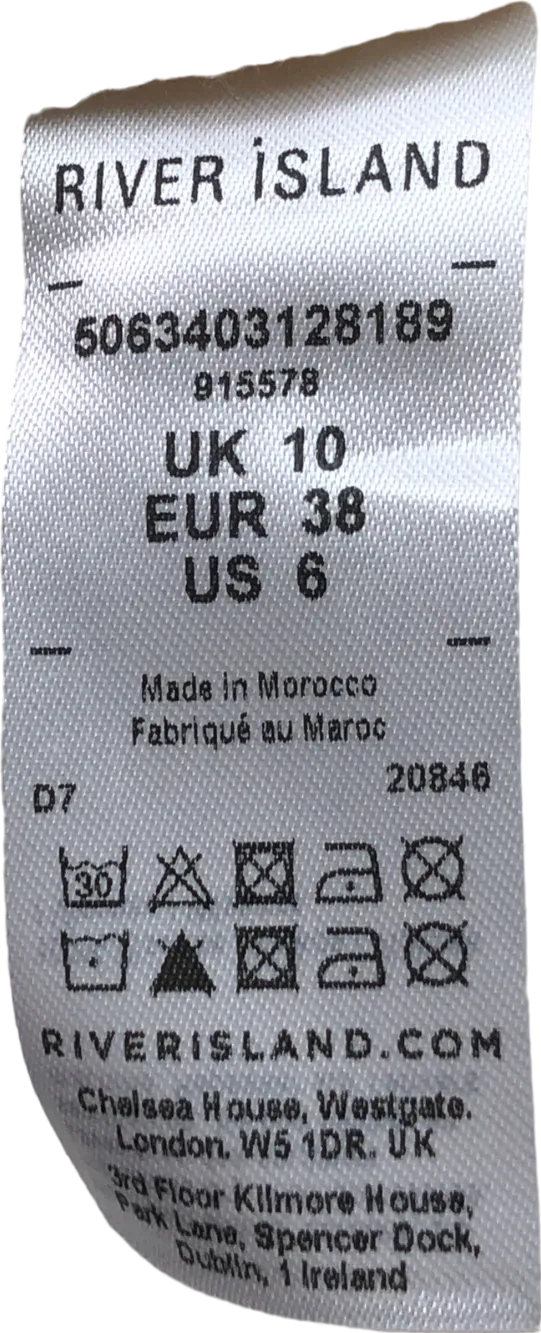 RIVER iSLAND
5063403128189
915578
UK 10
EUR 38
US 6
Made in Morocco
Fabriqué au Maroc
D7 20846
30
RIVERISLAND.COM
Chelsea House, Westgate.
London. W5 1DR. UK
3rd Floor Kilmore House,
Park Lane, Spencer Dock,
Dublin, 1 Ireland